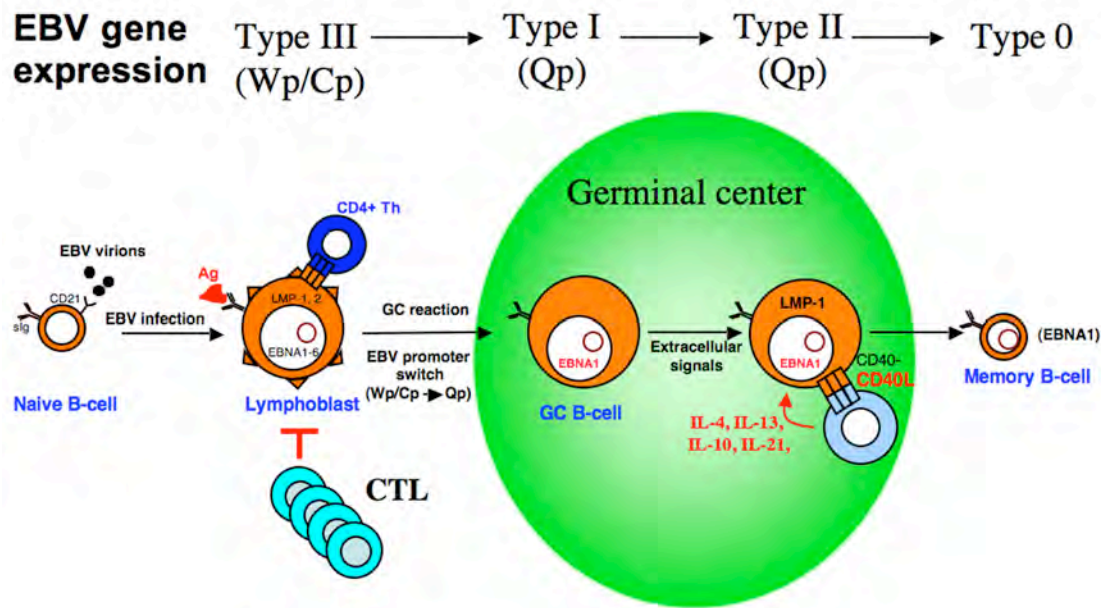 EBV gene
expression
Type III
(Wp/Cp)
Type I
(Qp)
Type II
(Qp)
Type 0
Germinal center
EBV virions
CD21
sIg
Naive B-cell
EBV infection
Ag
CD4+ Th
LMP-1, 2
EBNA1-6
Lymphoblast
CTL
GC reaction
EBV promoter
switch
(Wp/Cp Qp)
EBNA1
GC B-cell
Extracellular
signals
LMP-1
EBNA1
CD40-
CD40L
IL-4, IL-13,
IL-10, IL-21,
(EBNA1)
Memory B-cell